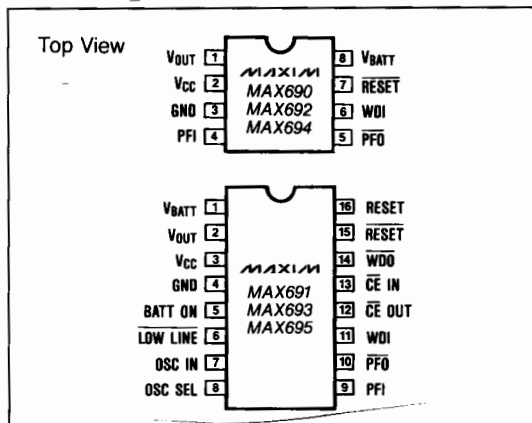 Top View
VOUT 1 8 VBATT
VCC 2 MAXIM 7 RESET
GND 3 MAX690 6 WDI
PFI 4 MAX692 5 PFO
MAX694
VBATT 1 16 RESET
VOUT 2 15 RESET
VCC 3 MAXIM 14 WDO
GND 4 MAX691 13 CE IN
BATT ON 5 MAX693 12 CE OUT
LOW LINE 6 MAX695 11 WDI
OSC IN 7 10 PFO
OSC SEL 8 9 PFI